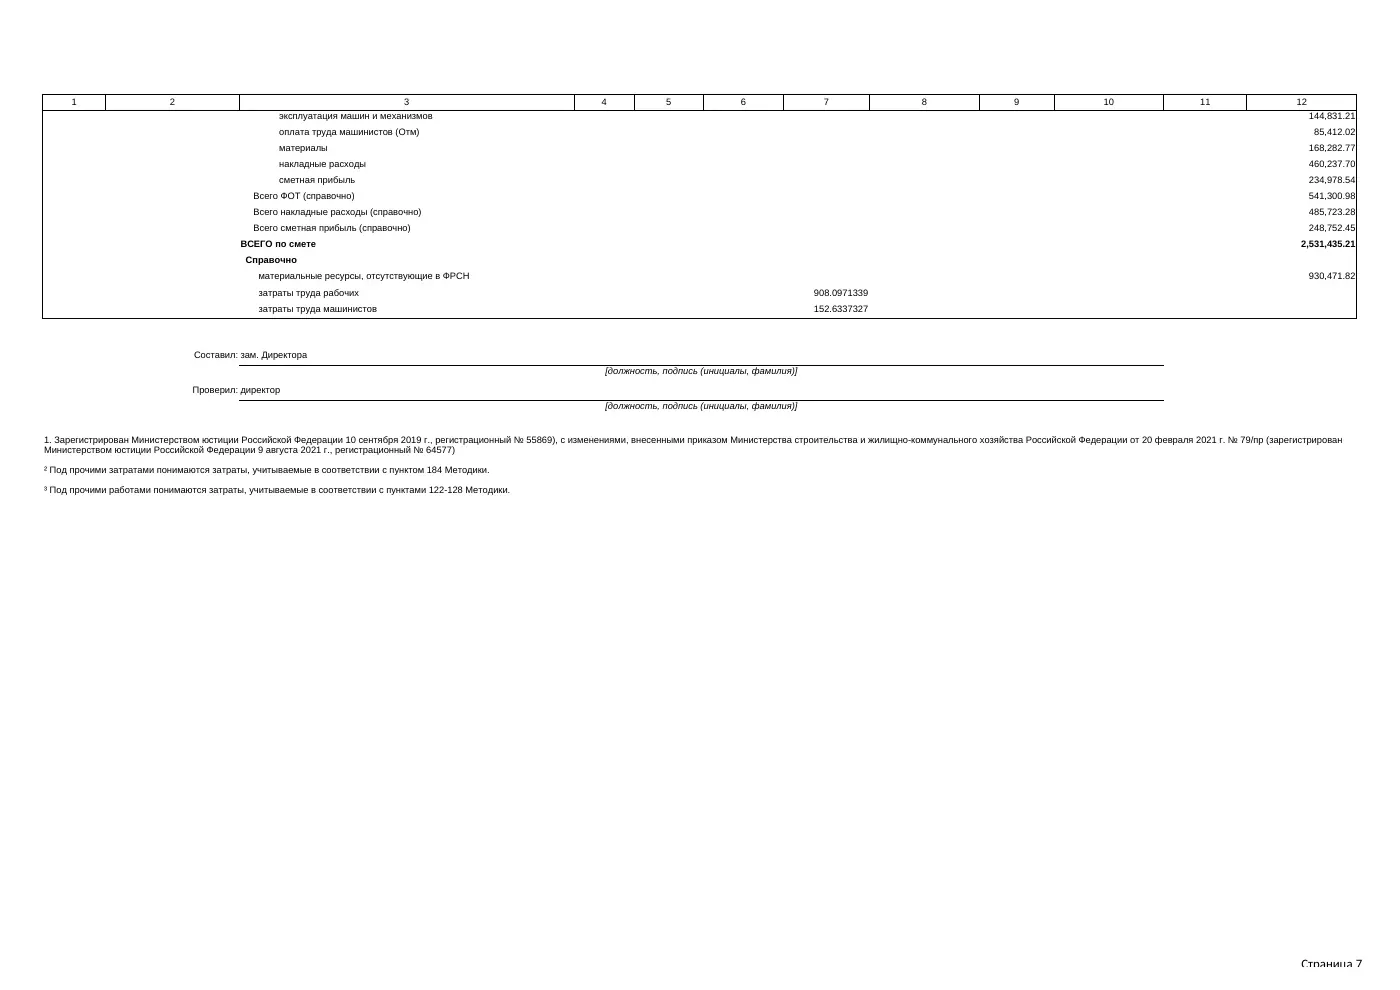 1 2 3 4 5 6 7 8 9 10 11 12
эксплуатация машин и механизмов 144,831.21
оплата труда машинистов (Отм) 85,412.02
материалы 168,282.77
накладные расходы 460,237.70
сметная прибыль 234,978.54
Всего ФОТ (справочно) 541,300.98
Всего накладные расходы (справочно) 485,723.28
Всего сметная прибыль (справочно) 248,752.45
ВСЕГО по смете 2,531,435.21
Справочно
материальные ресурсы, отсутствующие в ФРСН 930,471.82
затраты труда рабочих 908.0971339
затраты труда машинистов 152.6337327
Составил: зам. Директора
[должность, подпись (инициалы, фамилия)]
Проверил: директор
[должность, подпись (инициалы, фамилия)]
1. Зарегистрирован Министерством юстиции Российской Федерации 10 сентября 2019 г., регистрационный № 55869), с изменениями, внесенными приказом Министерства строительства и жилищно-коммунального хозяйства Российской Федерации от 20 февраля 2021 г. № 79/пр (зарегистрирован
Министерством юстиции Российской Федерации 9 августа 2021 г., регистрационный № 64577)
² Под прочими затратами понимаются затраты, учитываемые в соответствии с пунктом 184 Методики.
³ Под прочими работами понимаются затраты, учитываемые в соответствии с пунктами 122-128 Методики.
Страница 7